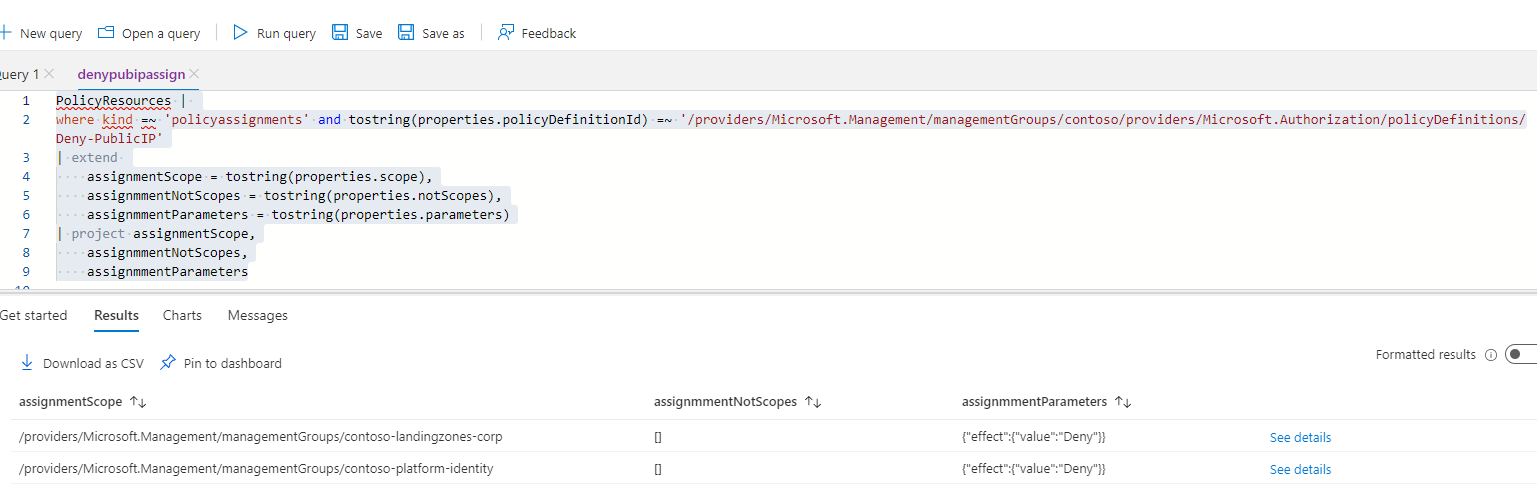 New query Open a query Run query Save Save as Feedback
uery 1 denypubipassign
1 PolicyResources |
2 where kind =~ 'policyassignments' and tostring(properties.policyDefinitionId) =~ '/providers/Microsoft.Management/managementGroups/contoso/providers/Microsoft.Authorization/policyDefinitions/
Deny-PublicIP'
3 | extend
4 assignmentScope = tostring(properties.scope),
5 assignmmentNotScopes = tostring(properties.notScopes),
6 assignmmentParameters = tostring(properties.parameters)
7 | project assignmentScope,
8 assignmmentNotScopes,
9 assignmmentParameters
10
Get started Results Charts Messages
Download as CSV Pin to dashboard Formatted results
assignmentScope assignmmentNotScopes assignmmentParameters
/providers/Microsoft.Management/managementGroups/contoso-landingzones-corp [] {"effect":{"value":"Deny"}} See details
/providers/Microsoft.Management/managementGroups/contoso-platform-identity [] {"effect":{"value":"Deny"}} See details